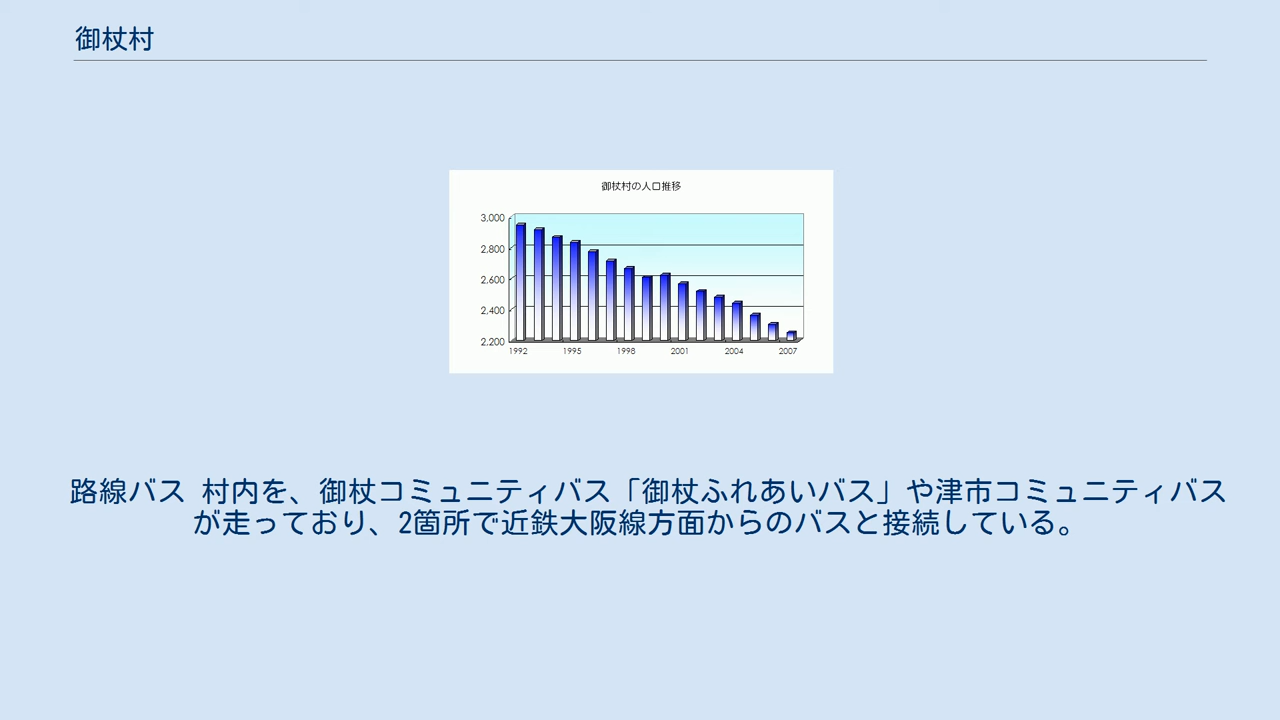 御杖村
御杖村の人口推移
3,000
2,800
2,600
2,400
2,200
1992 1995 1998 2001 2004 2007
路線バス 村内を、御杖コミュニティバス「御杖ふれあいバス」や津市コミュニティバス
が走っており、2箇所で近鉄大阪線方面からのバスと接続している。